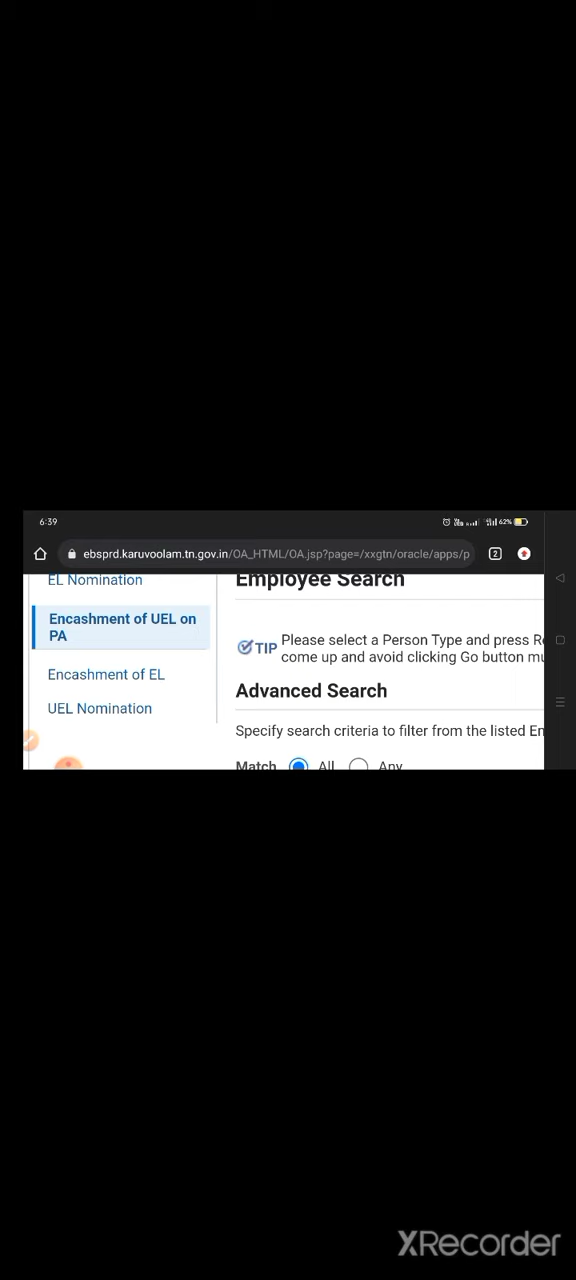 6:39
62%
ebsprd.karuvoolam.tn.gov.in/OA_HTML/OA.jsp?page=/xxgtn/oracle/apps/p
2
EL Nomination
Encashment of UEL on
PA
Encashment of EL
UEL Nomination
Employee Search
TIP Please select a Person Type and press R
come up and avoid clicking Go button mu
Advanced Search
Specify search criteria to filter from the listed En
Match All Any
XRecorder